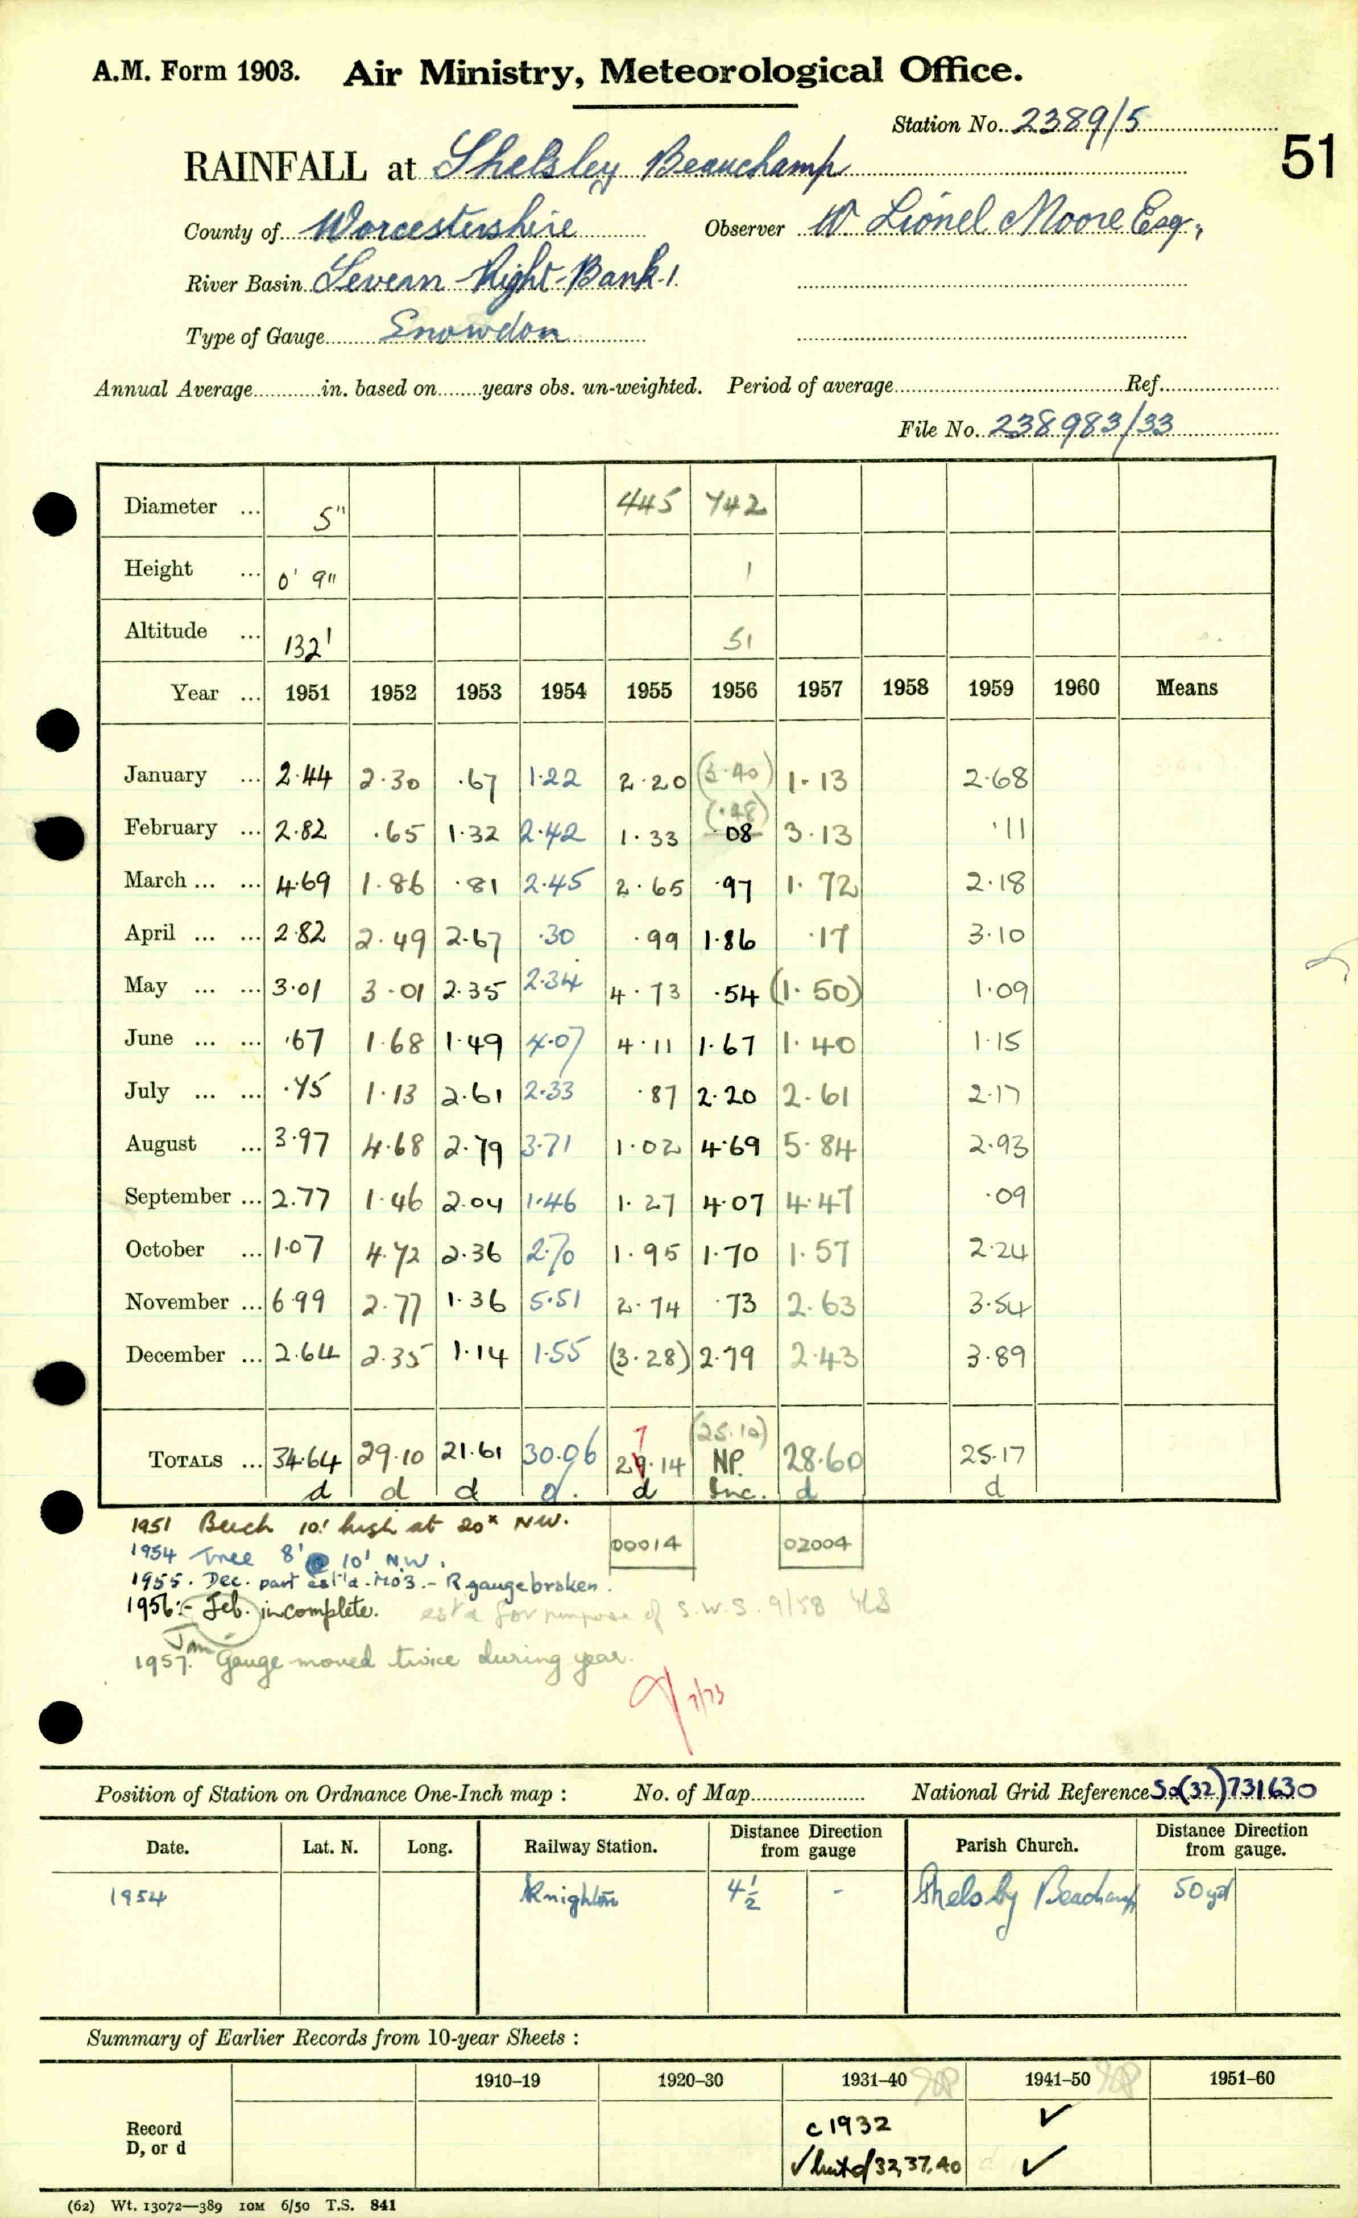 A.M. Form 1903. Air Ministry, Meteorological Office.
Station No. 2389/5
51
RAINFALL at Shelsley Beauchamp
County of Worcestershire Observer W Lionel Moore Esq.,
River Basin Severn-Right-Bank.1.
Type of Gauge Snowdon
Annual Average in. based on years obs. un-weighted. Period of average Ref.
File No. 238983/33
Diameter ... 5" 445 742
Height ... 0' 9" 1
Altitude ... 132' 51
Year ... 1951 1952 1953 1954 1955 1956 1957 1958 1959 1960 Means
January ... 2.44 2.30 .67 1.22 2.20 (3.40) 1.13 2.68
(.48)
February ... 2.82 .65 1.32 2.42 1.33 .08 3.13 .11
March ... ... 4.69 1.86 .81 2.45 2.65 .97 1.72 2.18
April ... ... 2.82 2.49 2.67 .30 .99 1.86 .17 3.10
May ... ... 3.01 3.01 2.35 2.34 4.73 .54 (1.50) 1.09
June ... ... .67 1.68 1.49 4.07 4.11 1.67 1.40 1.15
July ... ... .75 1.13 2.61 2.33 .87 2.20 2.61 2.17
August ... 3.97 4.68 2.79 3.71 1.02 4.69 5.84 2.93
September ... 2.77 1.46 2.04 1.46 1.27 4.07 4.47 .09
October ... 1.07 4.72 2.36 2.70 1.95 1.70 1.57 2.24
November ... 6.99 2.77 1.36 5.51 2.74 .73 2.63 3.54
December ... 2.64 2.35 1.14 1.55 (3.28) 2.79 2.43 3.89
7 (25.10)
TOTALS ... 34.64 29.10 21.61 30.06 29.14 NP. 28.60 25.17
d d d d. d Inc. d d
1951 Beech 10' high at 20x NW.
00014 02004
1954 Tree 8' @ 10' N.W.
1955. Dec. part est'd. MO3. - R gauge broken.
1956:- Feb. incomplete. est'd for purpose of S.W.S. 9/58
Jan
1957. Gauge moved twice during year.
7/73
Position of Station on Ordnance One-Inch map : No. of Map National Grid Reference SO(32)731630
Date. Lat. N. Long. Railway Station. Distance from Direction gauge Parish Church. Distance from Direction gauge.
1954 Knighton 4½ - Shelsby Beachamp 50 yd
Summary of Earlier Records from 10-year Sheets :
1910–19 1920–30 1931–40 1941–50 1951–60
Record c1932 ✓
D, or d ✓ but d 32,37,40 ✓
(62) Wt. 13072—389 10M 6/50 T.S. 841